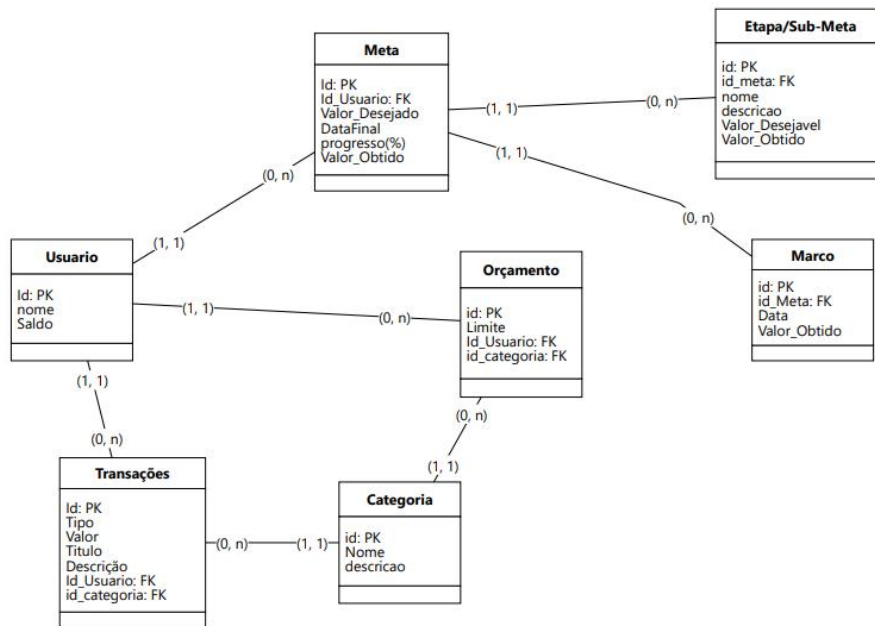 Meta
Id: PK
Id_Usuario: FK
Valor_Desejado
DataFinal
progresso(%)
Valor_Obtido
Etapa/Sub-Meta
id: PK
id_meta: FK
nome
descricao
Valor_Desejavel
Valor_Obtido
(1, 1)
(0, n)
(1, 1)
(0, n)
(0, n)
(1, 1)
Usuario
Id: PK
nome
Saldo
Orçamento
id: PK
Limite
Id_Usuario: FK
id_categoria: FK
Marco
id: PK
id_Meta: FK
Data
Valor_Obtido
(1, 1)
(0, n)
(1, 1)
(0, n)
(0, n)
(1, 1)
Transações
Id: PK
Tipo
Valor
Titulo
Descrição
Id_Usuario: FK
id_categoria: FK
(0, n)
(1, 1)
Categoria
id: PK
Nome
descricao